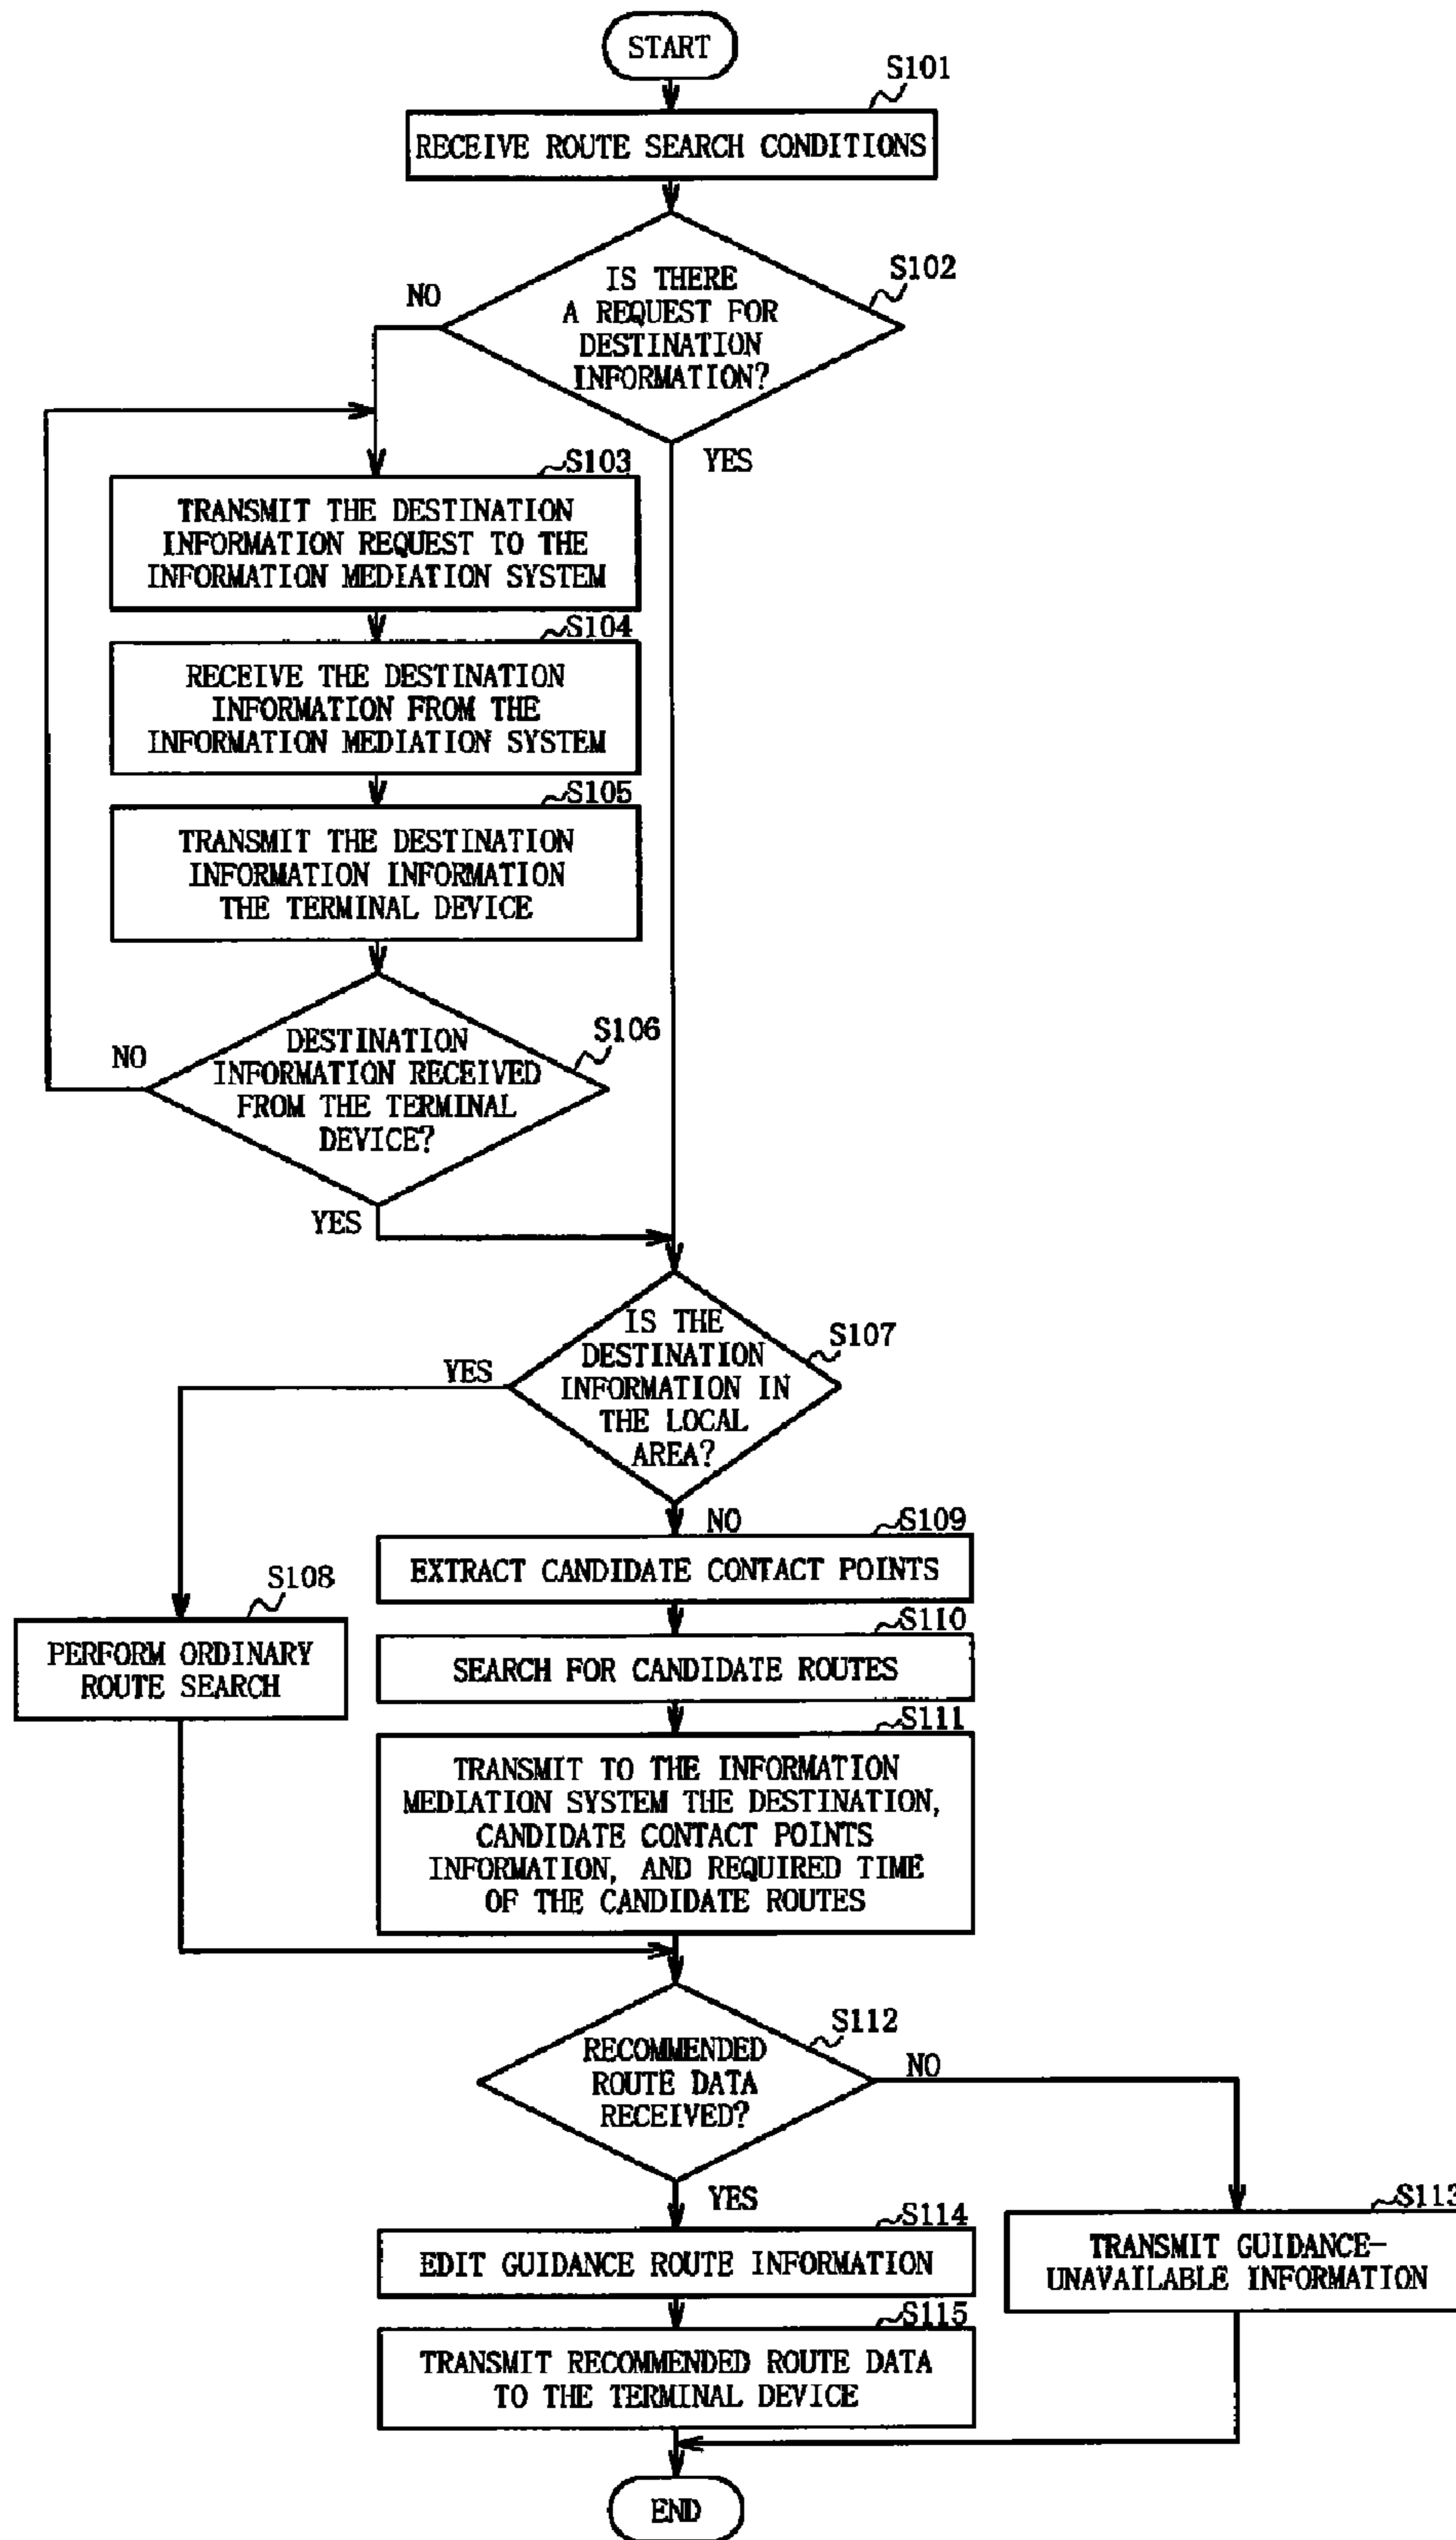 START
S101
RECEIVE ROUTE SEARCH CONDITIONS
S102
IS THERE
A REQUEST FOR
DESTINATION
INFORMATION?
NO
YES
S103
TRANSMIT THE DESTINATION
INFORMATION REQUEST TO THE
INFORMATION MEDIATION SYSTEM
S104
RECEIVE THE DESTINATION
INFORMATION FROM THE
INFORMATION MEDIATION SYSTEM
S105
TRANSMIT THE DESTINATION
INFORMATION INFORMATION
THE TERMINAL DEVICE
S106
DESTINATION
INFORMATION RECEIVED
FROM THE TERMINAL
DEVICE?
NO
YES
S107
IS THE
DESTINATION
INFORMATION IN
THE LOCAL
AREA?
YES
NO
S108
PERFORM ORDINARY
ROUTE SEARCH
S109
EXTRACT CANDIDATE CONTACT POINTS
S110
SEARCH FOR CANDIDATE ROUTES
S111
TRANSMIT TO THE INFORMATION
MEDIATION SYSTEM THE DESTINATION,
CANDIDATE CONTACT POINTS
INFORMATION, AND REQUIRED TIME
OF THE CANDIDATE ROUTES
S112
RECOMMENDED
ROUTE DATA
RECEIVED?
NO
YES
S113
TRANSMIT GUIDANCE-
UNAVAILABLE INFORMATION
S114
EDIT GUIDANCE ROUTE INFORMATION
S115
TRANSMIT RECOMMENDED ROUTE DATA
TO THE TERMINAL DEVICE
END